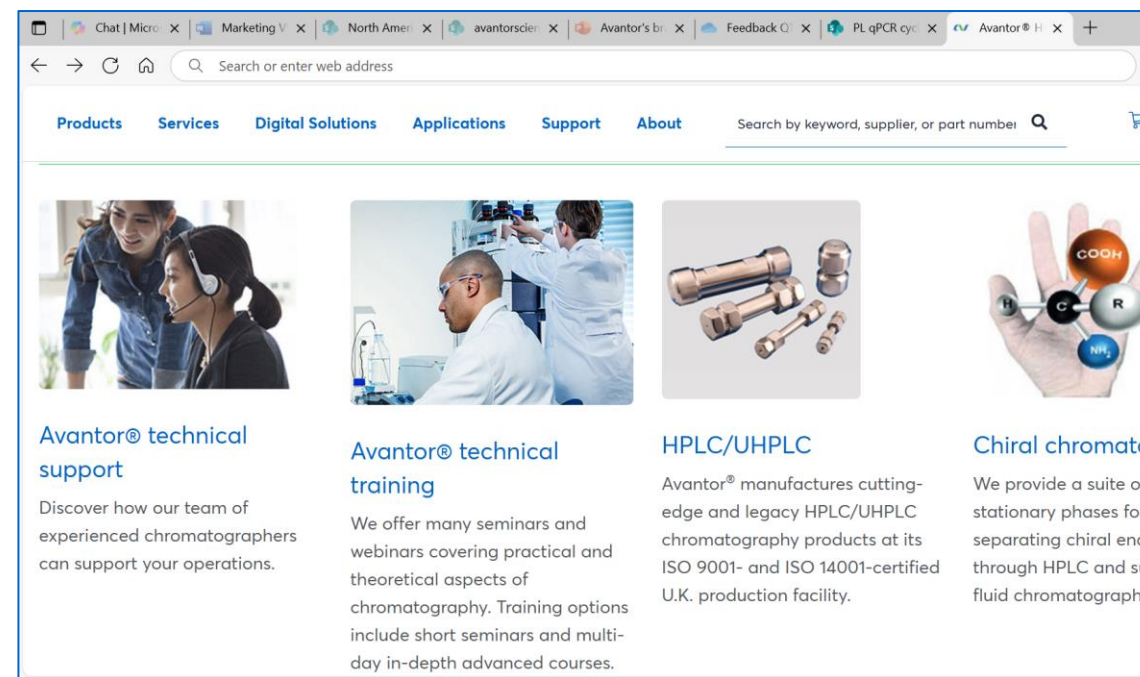 Chat | Micro
Marketing V
North Amer
avantorscien
Avantor's br
Feedback Q
PL qPCR cyc
Avantor® H
Search or enter web address
Products Services Digital Solutions Applications Support About Search by keyword, supplier, or part number
COOH
H C R
NH₂
Avantor® technical
support
Discover how our team of
experienced chromatographers
can support your operations.
Avantor® technical
training
We offer many seminars and
webinars covering practical and
theoretical aspects of
chromatography. Training options
include short seminars and multi-
day in-depth advanced courses.
HPLC/UHPLC
Avantor® manufactures cutting-
edge and legacy HPLC/UHPLC
chromatography products at its
ISO 9001- and ISO 14001-certified
U.K. production facility.
Chiral chromat
We provide a suite o
stationary phases fo
separating chiral en
through HPLC and s
fluid chromatograph